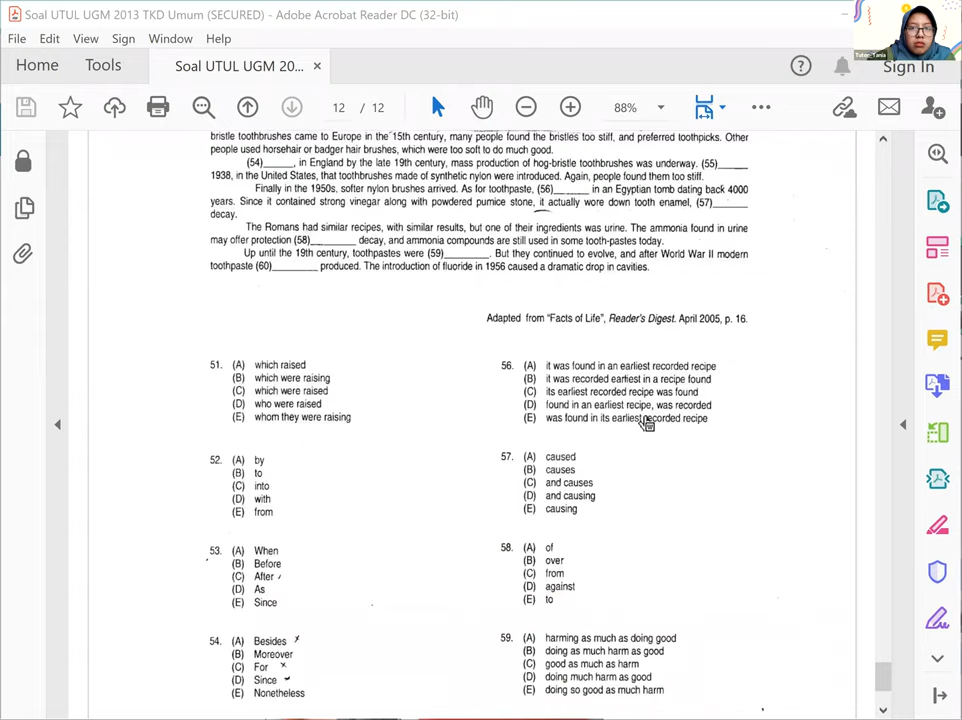 Soal UTUL UGM 2013 TKD Umum (SECURED) - Adobe Acrobat Reader DC (32-bit)
File Edit View Sign Window Help
Home Tools Soal UTUL UGM 20... × Sign In
12 / 12 88%
Tutor_Tania
bristle toothbrushes came to Europe in the 15th century, many people found the bristles too stiff, and preferred toothpicks. Other
people used horsehair or badger hair brushes, which were too soft to do much good.
(54)______, in England by the late 19th century, mass production of hog-bristle toothbrushes was underway. (55)______
1938, in the United States, that toothbrushes made of synthetic nylon were introduced. Again, people found them too stiff.
Finally in the 1950s, softer nylon brushes arrived. As for toothpaste, (56)_______ in an Egyptian tomb dating back 4000
years. Since it contained strong vinegar along with powdered pumice stone, it actually wore down tooth enamel, (57)_______
decay.
The Romans had similar recipes, with similar results, but one of their ingredients was urine. The ammonia found in urine
may offer protection (58)_________ decay, and ammonia compounds are still used in some tooth-pastes today.
Up until the 19th century, toothpastes were (59)_________. But they continued to evolve, and after World War II modern
toothpaste (60)_________ produced. The introduction of fluoride in 1956 caused a dramatic drop in cavities.
Adapted from “Facts of Life”, Reader's Digest. April 2005, p. 16.
51. (A) which raised
(B) which were raising
(C) which were raised
(D) who were raised
(E) whom they were raising
52. (A) by
(B) to
(C) into
(D) with
(E) from
53. (A) When
(B) Before
(C) After
(D) As
(E) Since
54. (A) Besides
(B) Moreover
(C) For
(D) Since
(E) Nonetheless
56. (A) it was found in an earliest recorded recipe
(B) it was recorded earliest in a recipe found
(C) its earliest recorded recipe was found
(D) found in an earliest recipe, was recorded
(E) was found in its earliest recorded recipe
57. (A) caused
(B) causes
(C) and causes
(D) and causing
(E) causing
58. (A) of
(B) over
(C) from
(D) against
(E) to
59. (A) harming as much as doing good
(B) doing as much harm as good
(C) good as much as harm
(D) doing much harm as good
(E) doing so good as much harm